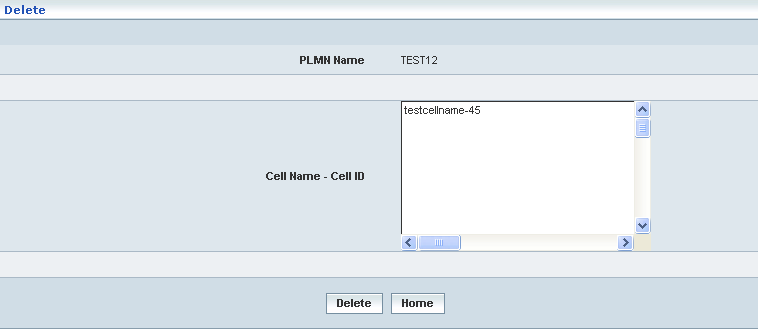 Delete
PLMN Name TEST12
testcellname-45
Cell Name - Cell ID
Delete Home